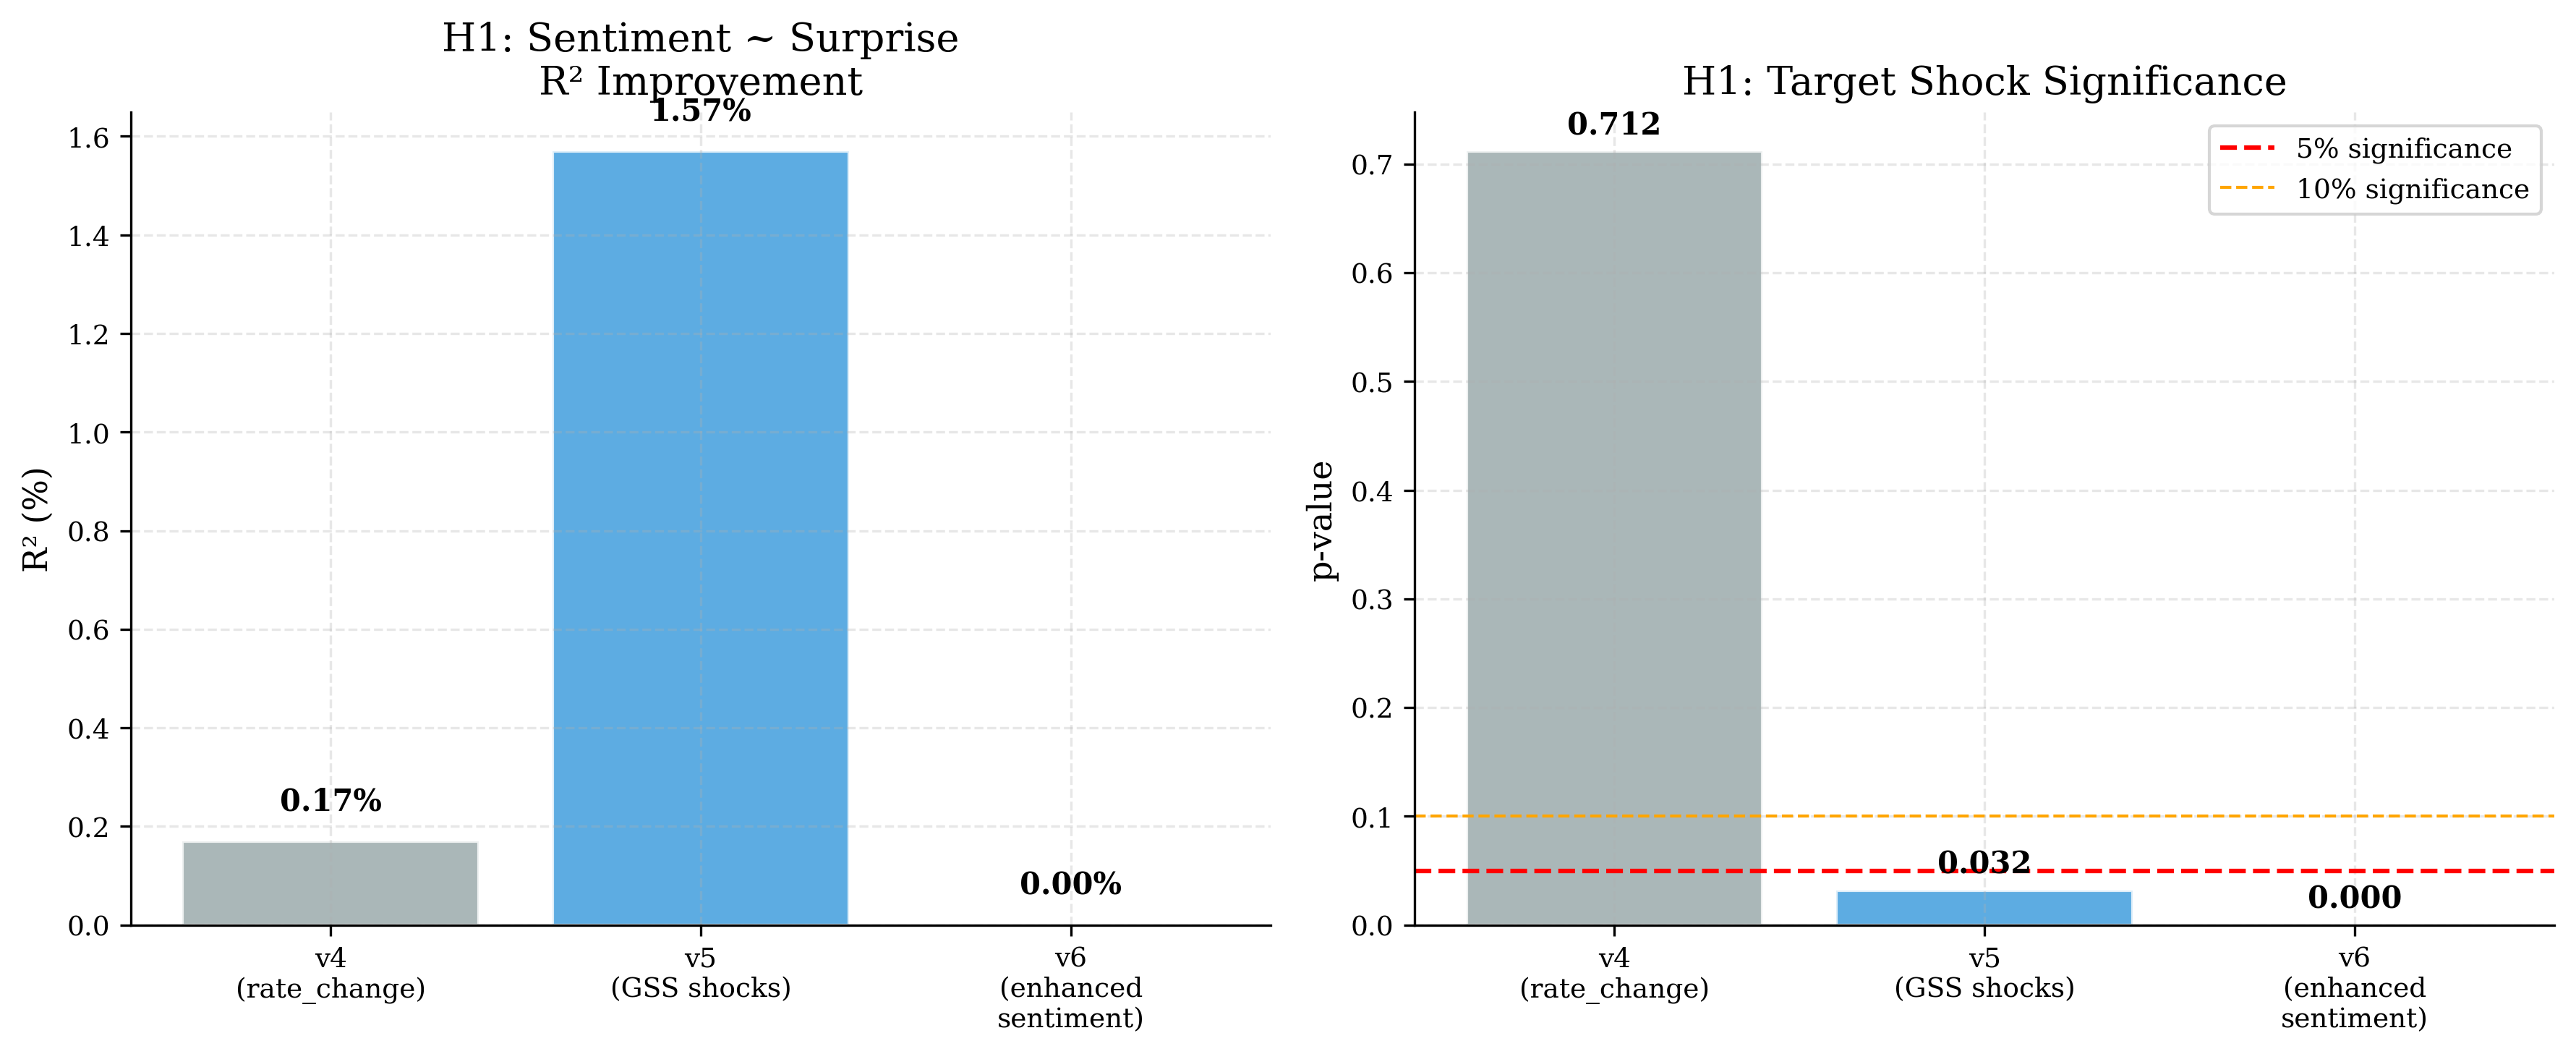 H1: Sentiment ~ Surprise
R² Improvement
1.57%
0.17%
0.00%
R² (%)
1.6
1.4
1.2
1.0
0.8
0.6
0.4
0.2
0.0
v4
(rate_change)
v5
(GSS shocks)
v6
(enhanced
sentiment)
H1: Target Shock Significance
0.712
0.032
0.000
5% significance
10% significance
p-value
0.7
0.6
0.5
0.4
0.3
0.2
0.1
0.0
v4
(rate_change)
v5
(GSS shocks)
v6
(enhanced
sentiment)